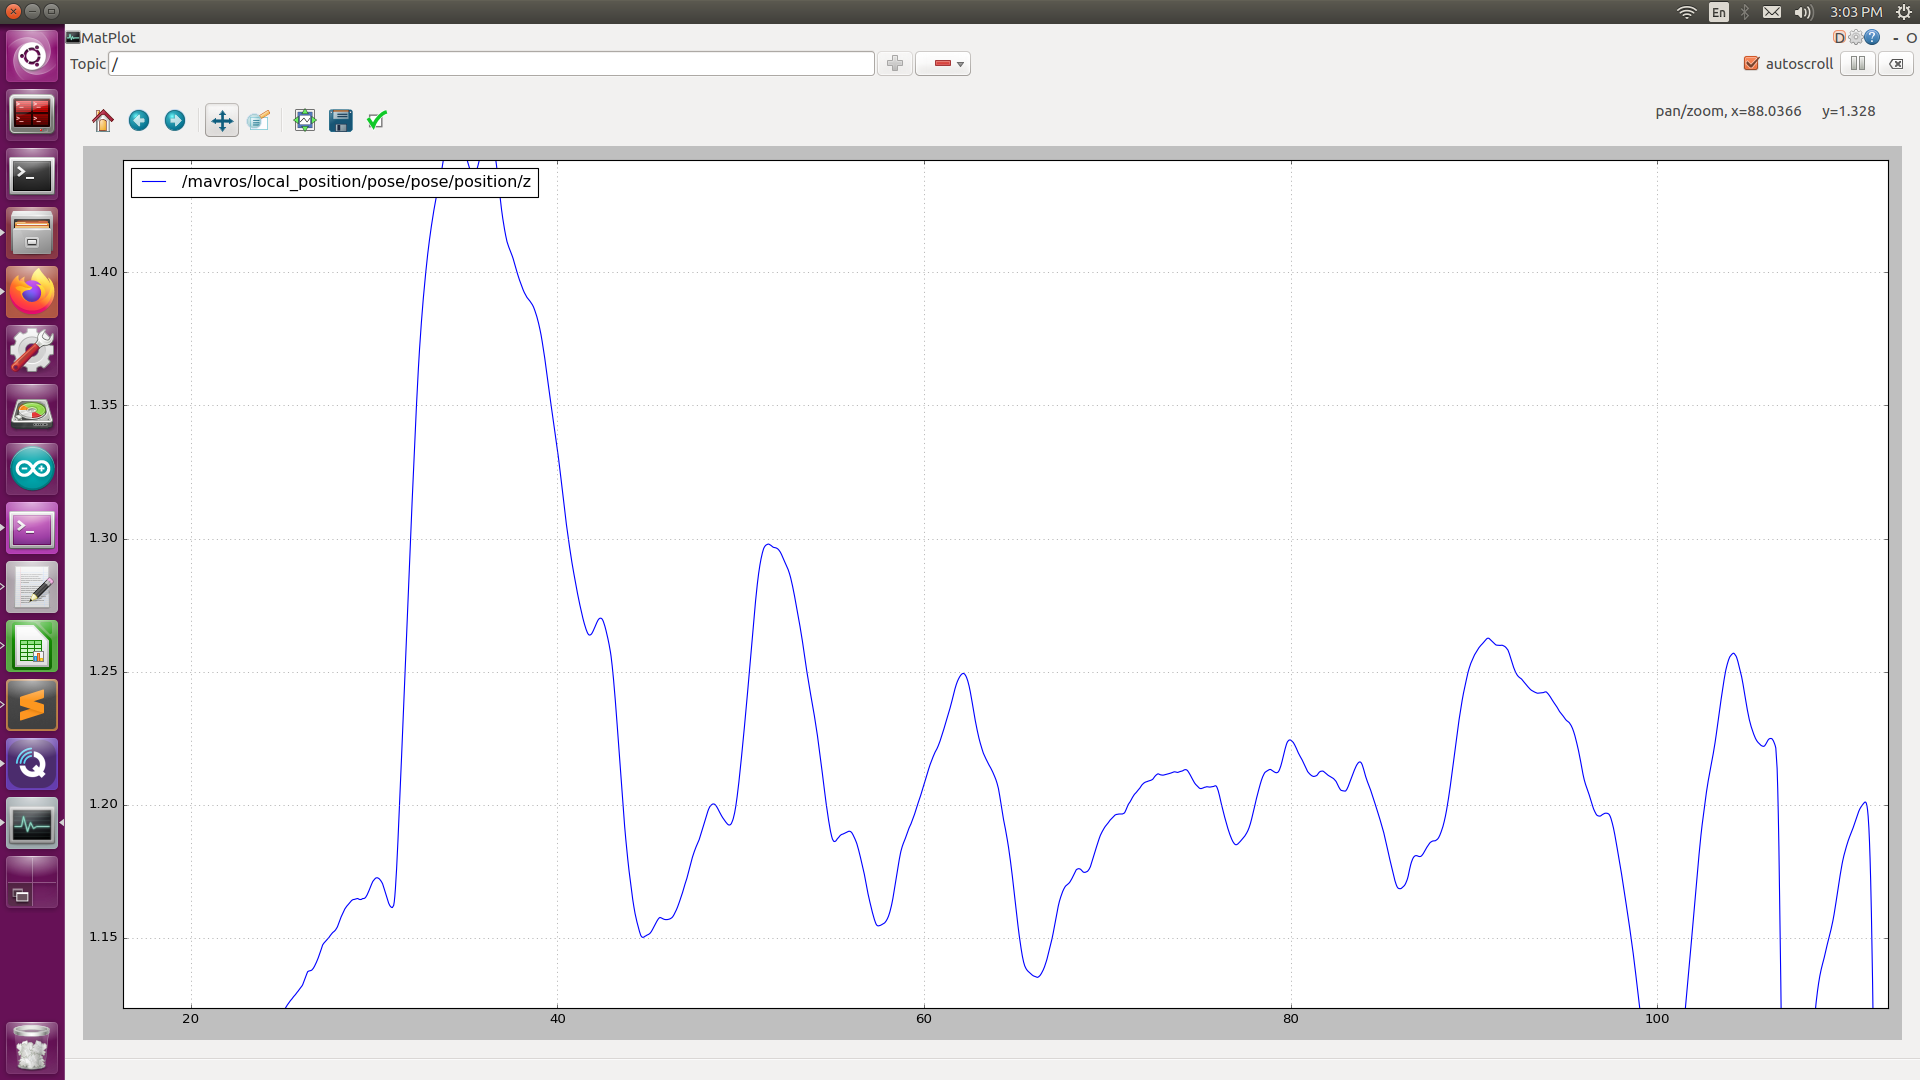 En
3:03 PM
MatPlot
D
- O
Topic /
autoscroll
pan/zoom, x=88.0366 y=1.328
/mavros/local_position/pose/pose/position/z
1.40
1.35
1.30
1.25
1.20
1.15
20 40 60 80 100